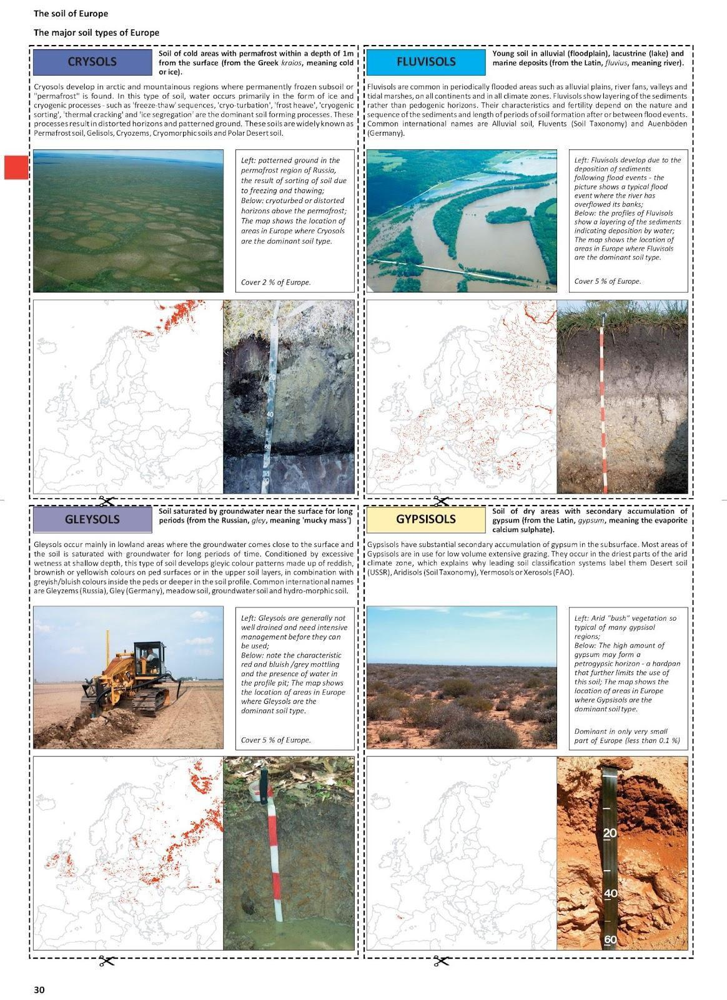 The soil of Europe
The major soil types of Europe
CRYSOLS
Soil of cold areas with permafrost within a depth of 1m
from the surface (from the Greek kraios, meaning cold
or ice).
Cryosols develop in arctic and mountainous regions where permanently frozen subsoil or
"permafrost" is found. In this type of soil, water occurs primarily in the form of ice and
cryogenic processes - such as 'freeze-thaw' sequences, 'cryo-turbation', 'frost heave', 'cryogenic
sorting', 'thermal cracking' and 'ice segregation' are the dominant soil forming processes. These
processes result in distorted horizons and patterned ground. These soils are widely known as
Permafrost soil, Gelisols, Cryozems, Cryomorphic soils and Polar Desert soil.
Left: patterned ground in the
permafrost region of Russia,
the result of sorting of soil due
to freezing and thawing;
Below: cryoturbed or distorted
horizons above the permafrost;
The map shows the location of
areas in Europe where Cryosols
are the dominant soil type.
Cover 2 % of Europe.
20
40
60
80
FLUVISOLS
Young soil in alluvial (floodplain), lacustrine (lake) and
marine deposits (from the Latin, fluvius, meaning river).
Fluvisols are common in periodically flooded areas such as alluvial plains, river fans, valleys and
tidal marshes, on all continents and in all climate zones. Fluvisols show layering of the sediments
rather than pedogenic horizons. Their characteristics and fertility depend on the nature and
sequence of the sediments and length of periods of soil formation after or between flood events.
Common international names are Alluvial soil, Fluvents (Soil Taxonomy) and Auenböden
(Germany).
Left: Fluvisols develop due to the
deposition of sediments
following flood events - the
picture shows a typical flood
event where the river has
overflowed its banks;
Below: the profiles of Fluvisols
show a layering of the sediments
indicating deposition by water;
The map shows the location of
areas in Europe where Fluvisols
are the dominant soil type.
Cover 5 % of Europe.
GLEYSOLS
Soil saturated by groundwater near the surface for long
periods (from the Russian, gley, meaning 'mucky mass')
Gleysols occur mainly in lowland areas where the groundwater comes close to the surface and
the soil is saturated with groundwater for long periods of time. Conditioned by excessive
wetness at shallow depth, this type of soil develops gleyic colour patterns made up of reddish,
brownish or yellowish colours on ped surfaces or in the upper soil layers, in combination with
greyish/bluish colours inside the peds or deeper in the soil profile. Common international names
are Gleyzems (Russia), Gley (Germany), meadow soil, groundwater soil and hydro-morphic soil.
Left: Gleysols are generally not
well drained and need intensive
management before they can
be used;
Below: note the characteristic
red and bluish /grey mottling
and the presence of water in
the profile pit; The map shows
the location of areas in Europe
where Gleysols are the
dominant soil type.
Cover 5 % of Europe.
GYPSISOLS
Soil of dry areas with secondary accumulation of
gypsum (from the Latin, gypsum, meaning the evaporite
calcium sulphate).
Gypsisols have substantial secondary accumulation of gypsum in the subsurface. Most areas of
Gypsisols are in use for low volume extensive grazing. They occur in the driest parts of the arid
climate zone, which explains why leading soil classification systems label them Desert soil
(USSR), Aridisols (Soil Taxonomy), Yermosols or Xerosols (FAO).
Left: Arid "bush" vegetation so
typical of many gypsisol
regions;
Below: The high amount of
gypsum may form a
petrogypsic horizon - a hardpan
that further limits the use of
this soil; The map shows the
location of areas in Europe
where Gypsisols are the
dominant soil type.
Dominant in only very small
part of Europe (less than 0.1 %)
20
40
60
30